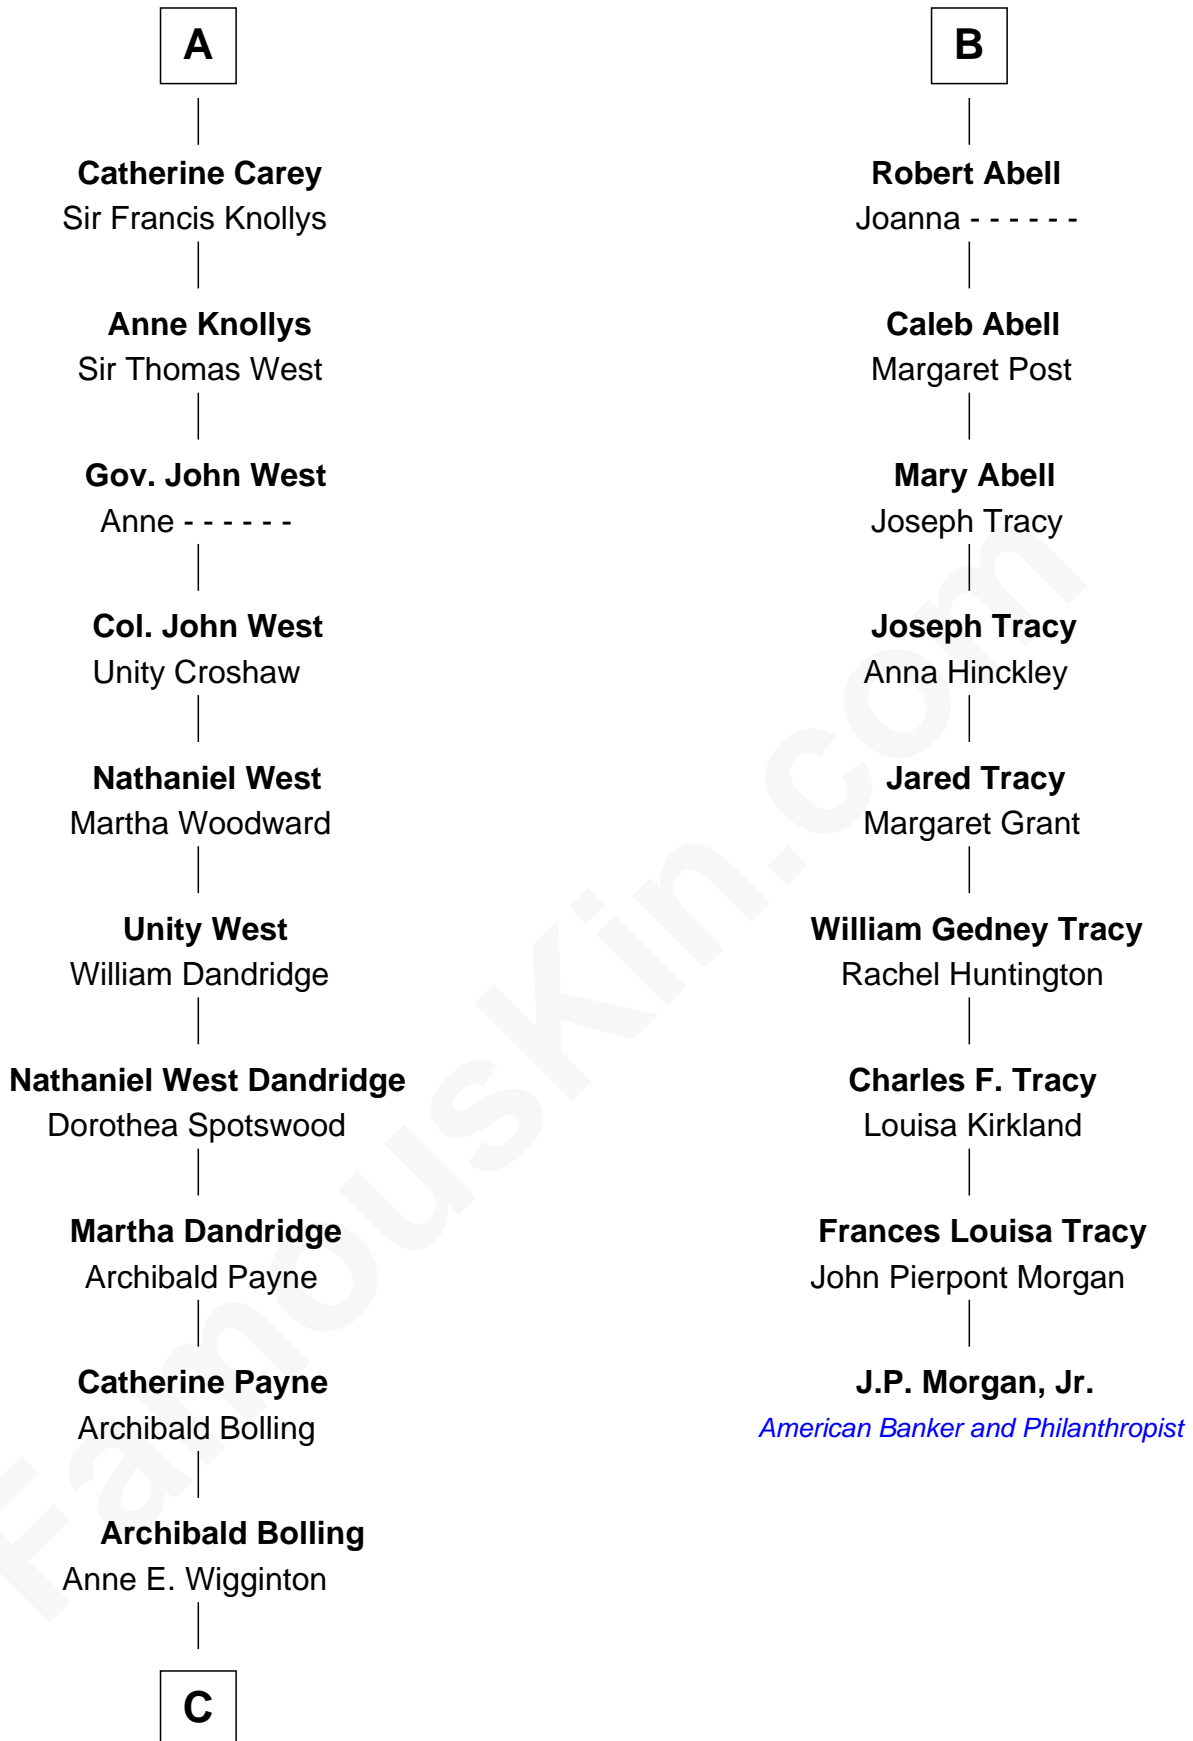 A
Catherine Carey
Sir Francis Knollys
Anne Knollys
Sir Thomas West
Gov. John West
Anne - - - - - -
Col. John West
Unity Croshaw
Nathaniel West
Martha Woodward
Unity West
William Dandridge
Nathaniel West Dandridge
Dorothea Spotswood
Martha Dandridge
Archibald Payne
Catherine Payne
Archibald Bolling
Archibald Bolling
Anne E. Wigginton
C
B
Robert Abell
Joanna - - - - - -
Caleb Abell
Margaret Post
Mary Abell
Joseph Tracy
Joseph Tracy
Anna Hinckley
Jared Tracy
Margaret Grant
William Gedney Tracy
Rachel Huntington
Charles F. Tracy
Louisa Kirkland
Frances Louisa Tracy
John Pierpont Morgan
J.P. Morgan, Jr.
American Banker and Philanthropist
FamousKin.com